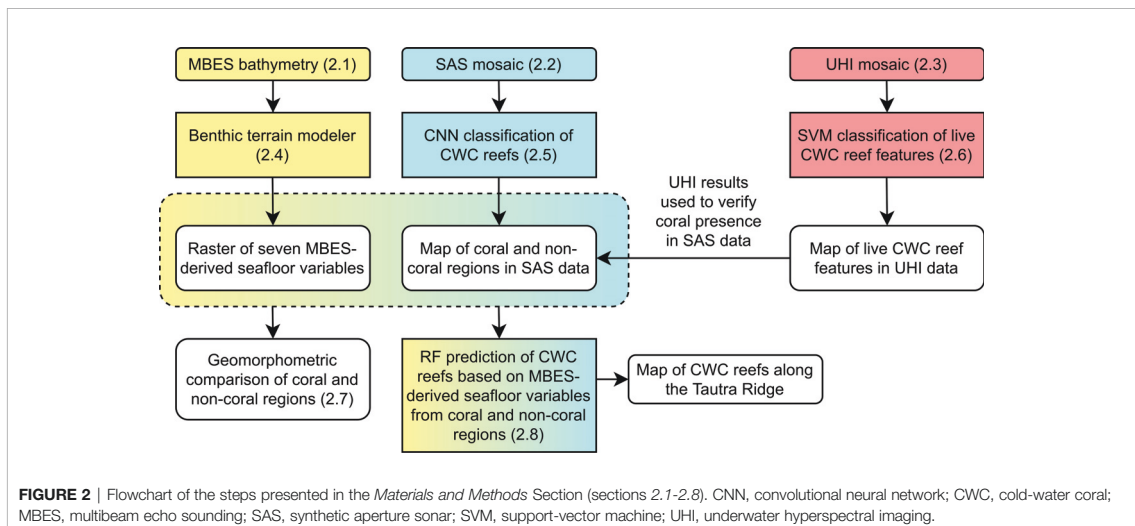 MBES bathymetry (2.1)
SAS mosaic (2.2)
UHI mosaic (2.3)
Benthic terrain modeler
(2.4)
CNN classification of
CWC reefs (2.5)
SVM classification of live
CWC reef features (2.6)
UHI results
used to verify
coral presence
in SAS data
Raster of seven MBES-
derived seafloor variables
Map of coral and non-
coral regions in SAS data
Map of live CWC reef
features in UHI data
Geomorphometric
comparison of coral and
non-coral regions (2.7)
RF prediction of CWC
reefs based on MBES-
derived seafloor variables
from coral and non-coral
regions (2.8)
Map of CWC reefs along
the Tautra Ridge
FIGURE 2 | Flowchart of the steps presented in the Materials and Methods Section (sections 2.1-2.8). CNN, convolutional neural network; CWC, cold-water coral;
MBES, multibeam echo sounding; SAS, synthetic aperture sonar; SVM, support-vector machine; UHI, underwater hyperspectral imaging.